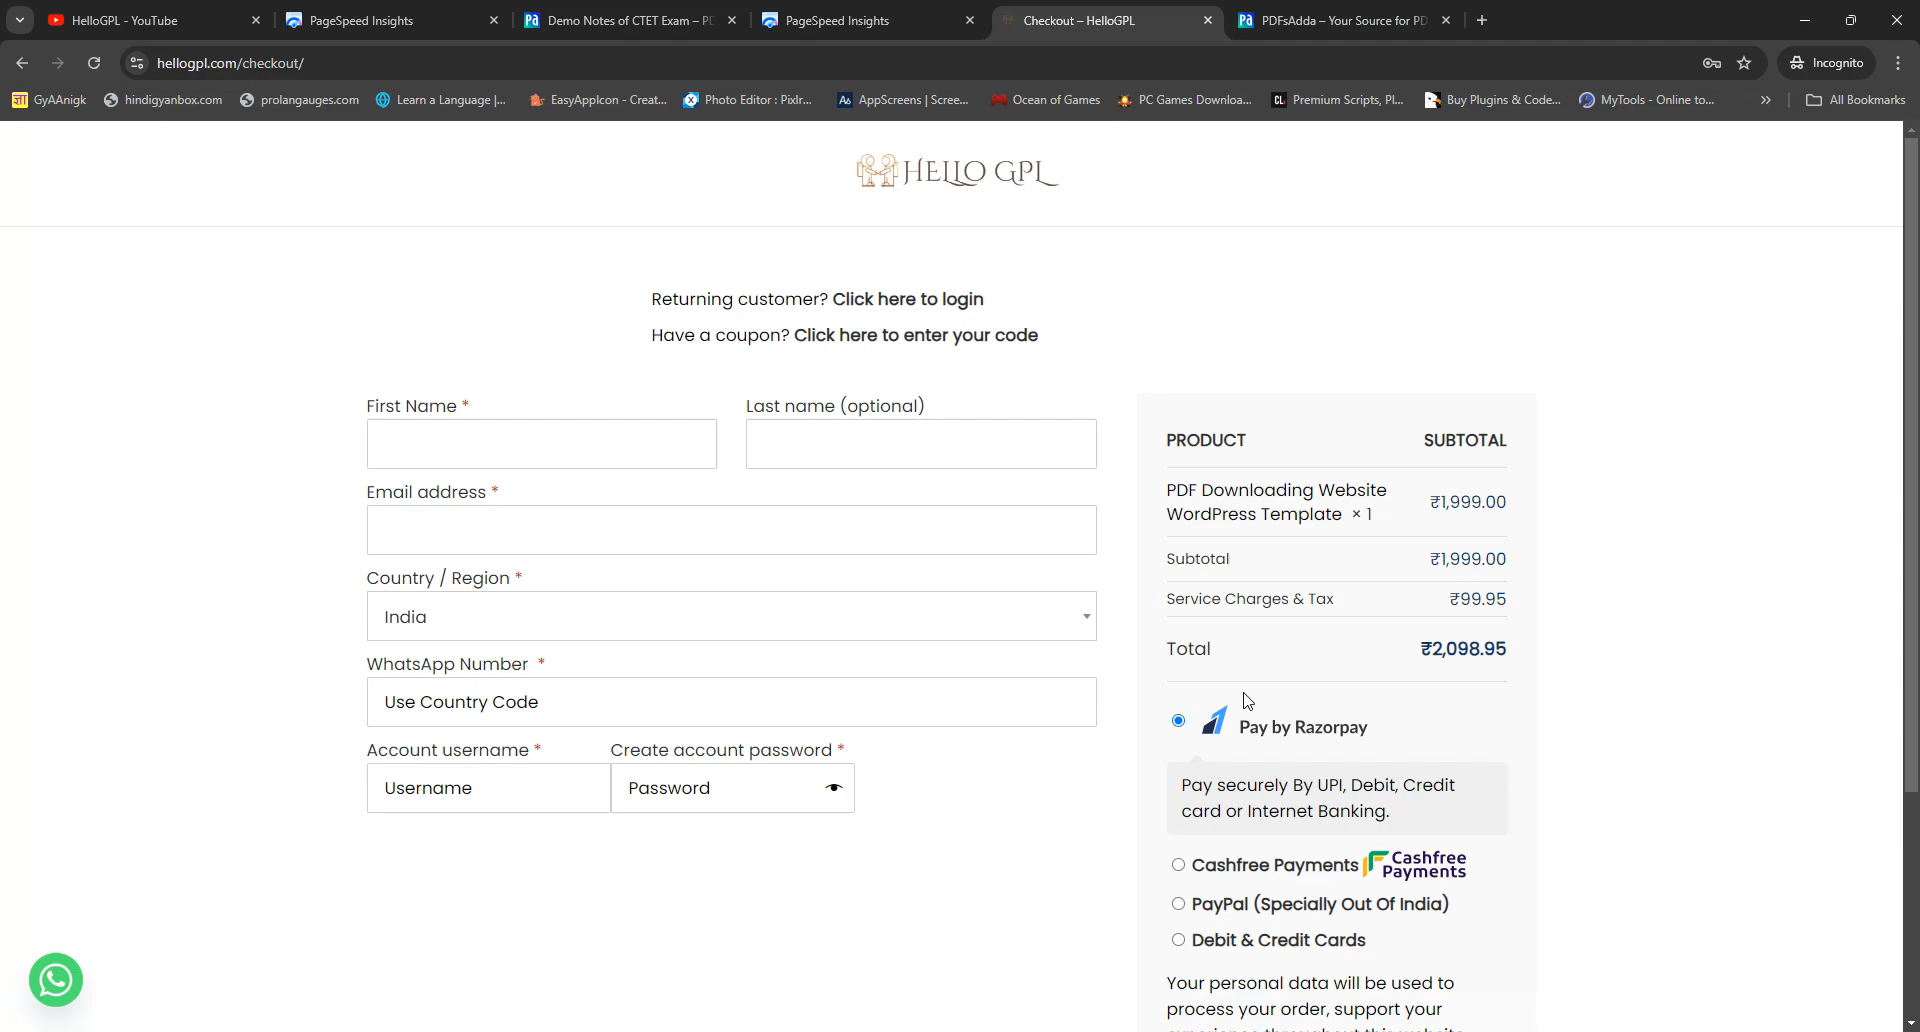 HelloGPL - YouTube
PageSpeed Insights
Demo Notes of CTET Exam – P
PageSpeed Insights
Checkout – HelloGPL
PDFsAdda – Your Source for PD
hellogpl.com/checkout/
Incognito
GyAAnigk
hindigyanbox.com
prolangauges.com
Learn a Language |...
EasyAppIcon - Creat...
Photo Editor : Pixlr...
AppScreens | Scree...
Ocean of Games
PC Games Downloa...
Premium Scripts, Pl...
Buy Plugins & Code...
MyTools - Online to...
All Bookmarks
HELLO GPL
Returning customer? Click here to login
Have a coupon? Click here to enter your code
First Name *
Last name (optional)
Email address *
Country / Region *
India
WhatsApp Number *
Use Country Code
Account username *
Create account password *
Username
Password
PRODUCT SUBTOTAL
PDF Downloading Website
WordPress Template × 1
₹1,999.00
Subtotal ₹1,999.00
Service Charges & Tax ₹99.95
Total ₹2,098.95
Pay by Razorpay
Pay securely By UPI, Debit, Credit
card or Internet Banking.
Cashfree Payments Cashfree
Payments
PayPal (Specially Out Of India)
Debit & Credit Cards
Your personal data will be used to
process your order, support your